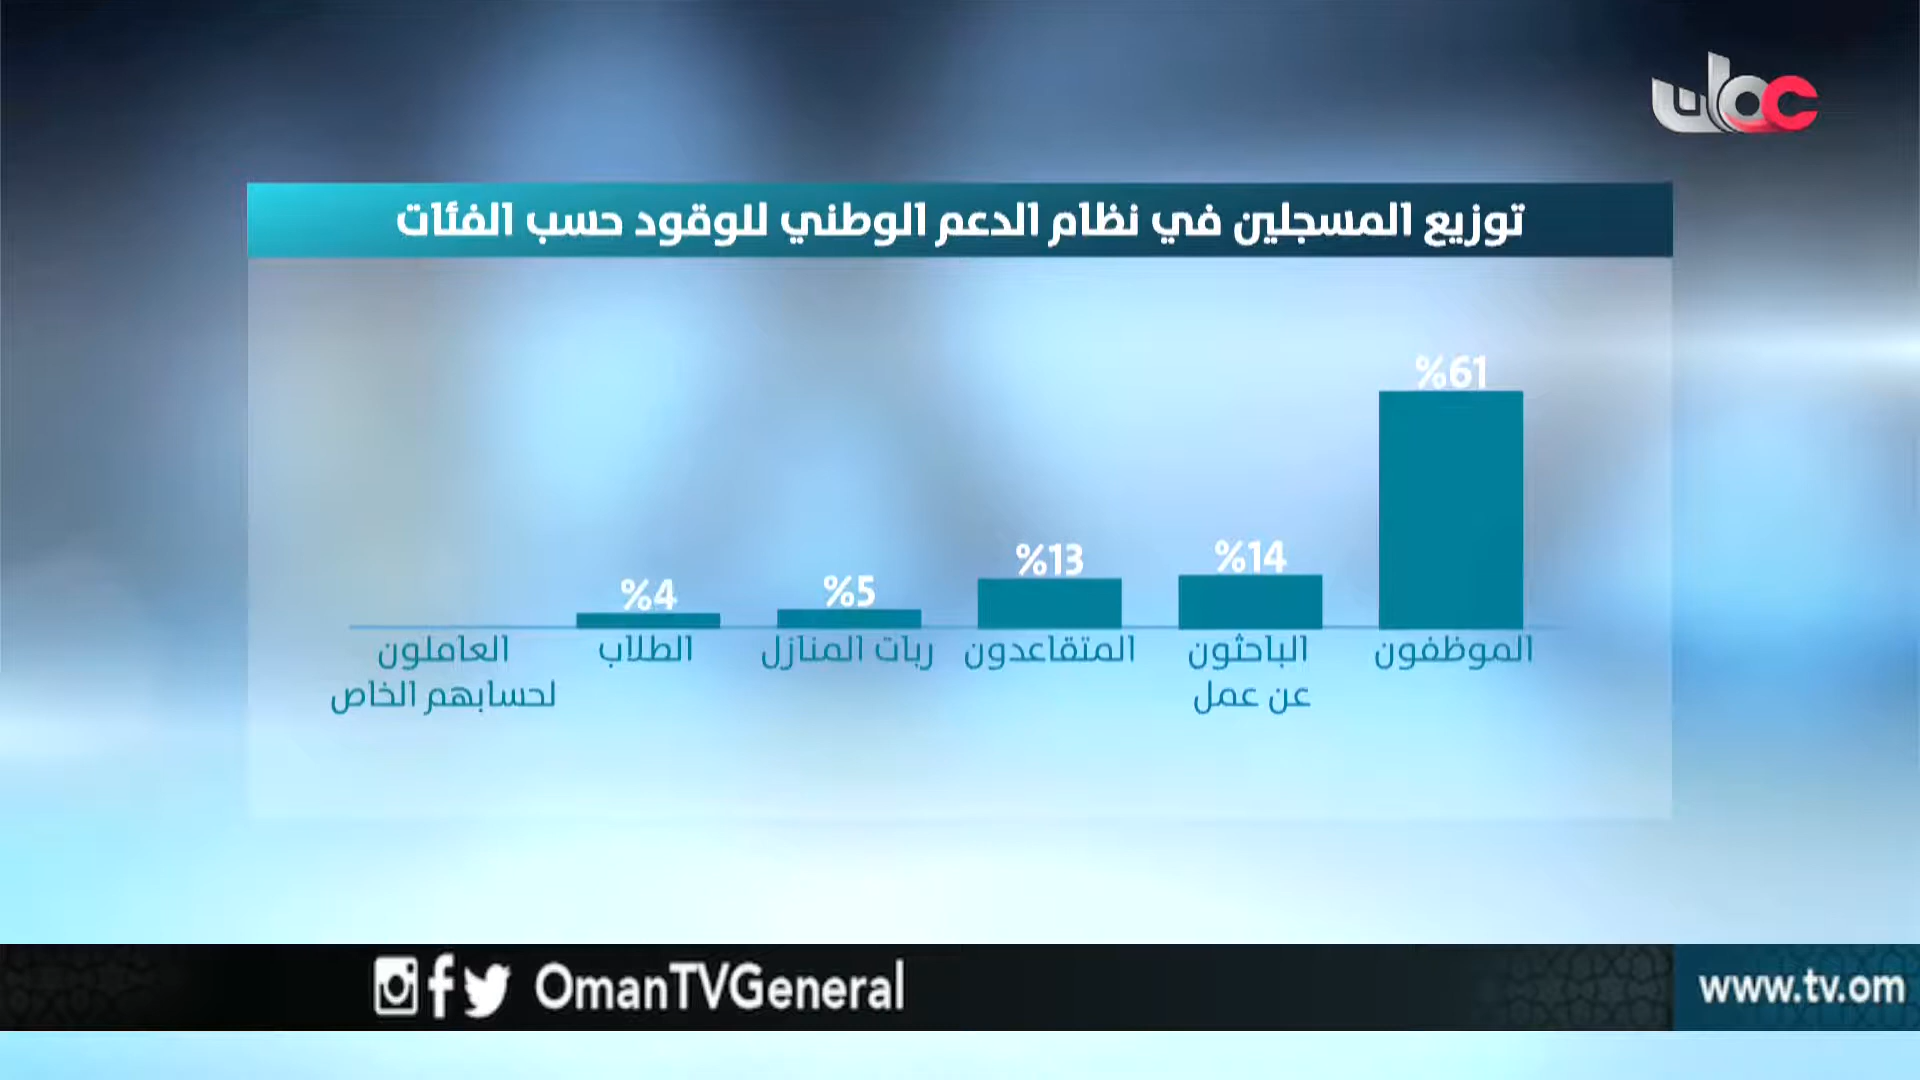 عمان
توزيع المسجلين في نظام الدعم الوطني للوقود حسب الفئات
%61
%14
%13
%5
%4
الموظفون
الباحثون
عن عمل
المتقاعدون
ربات المنازل
الطلاب
العاملون
لحسابهم الخاص
OmanTVGeneral
www.tv.om